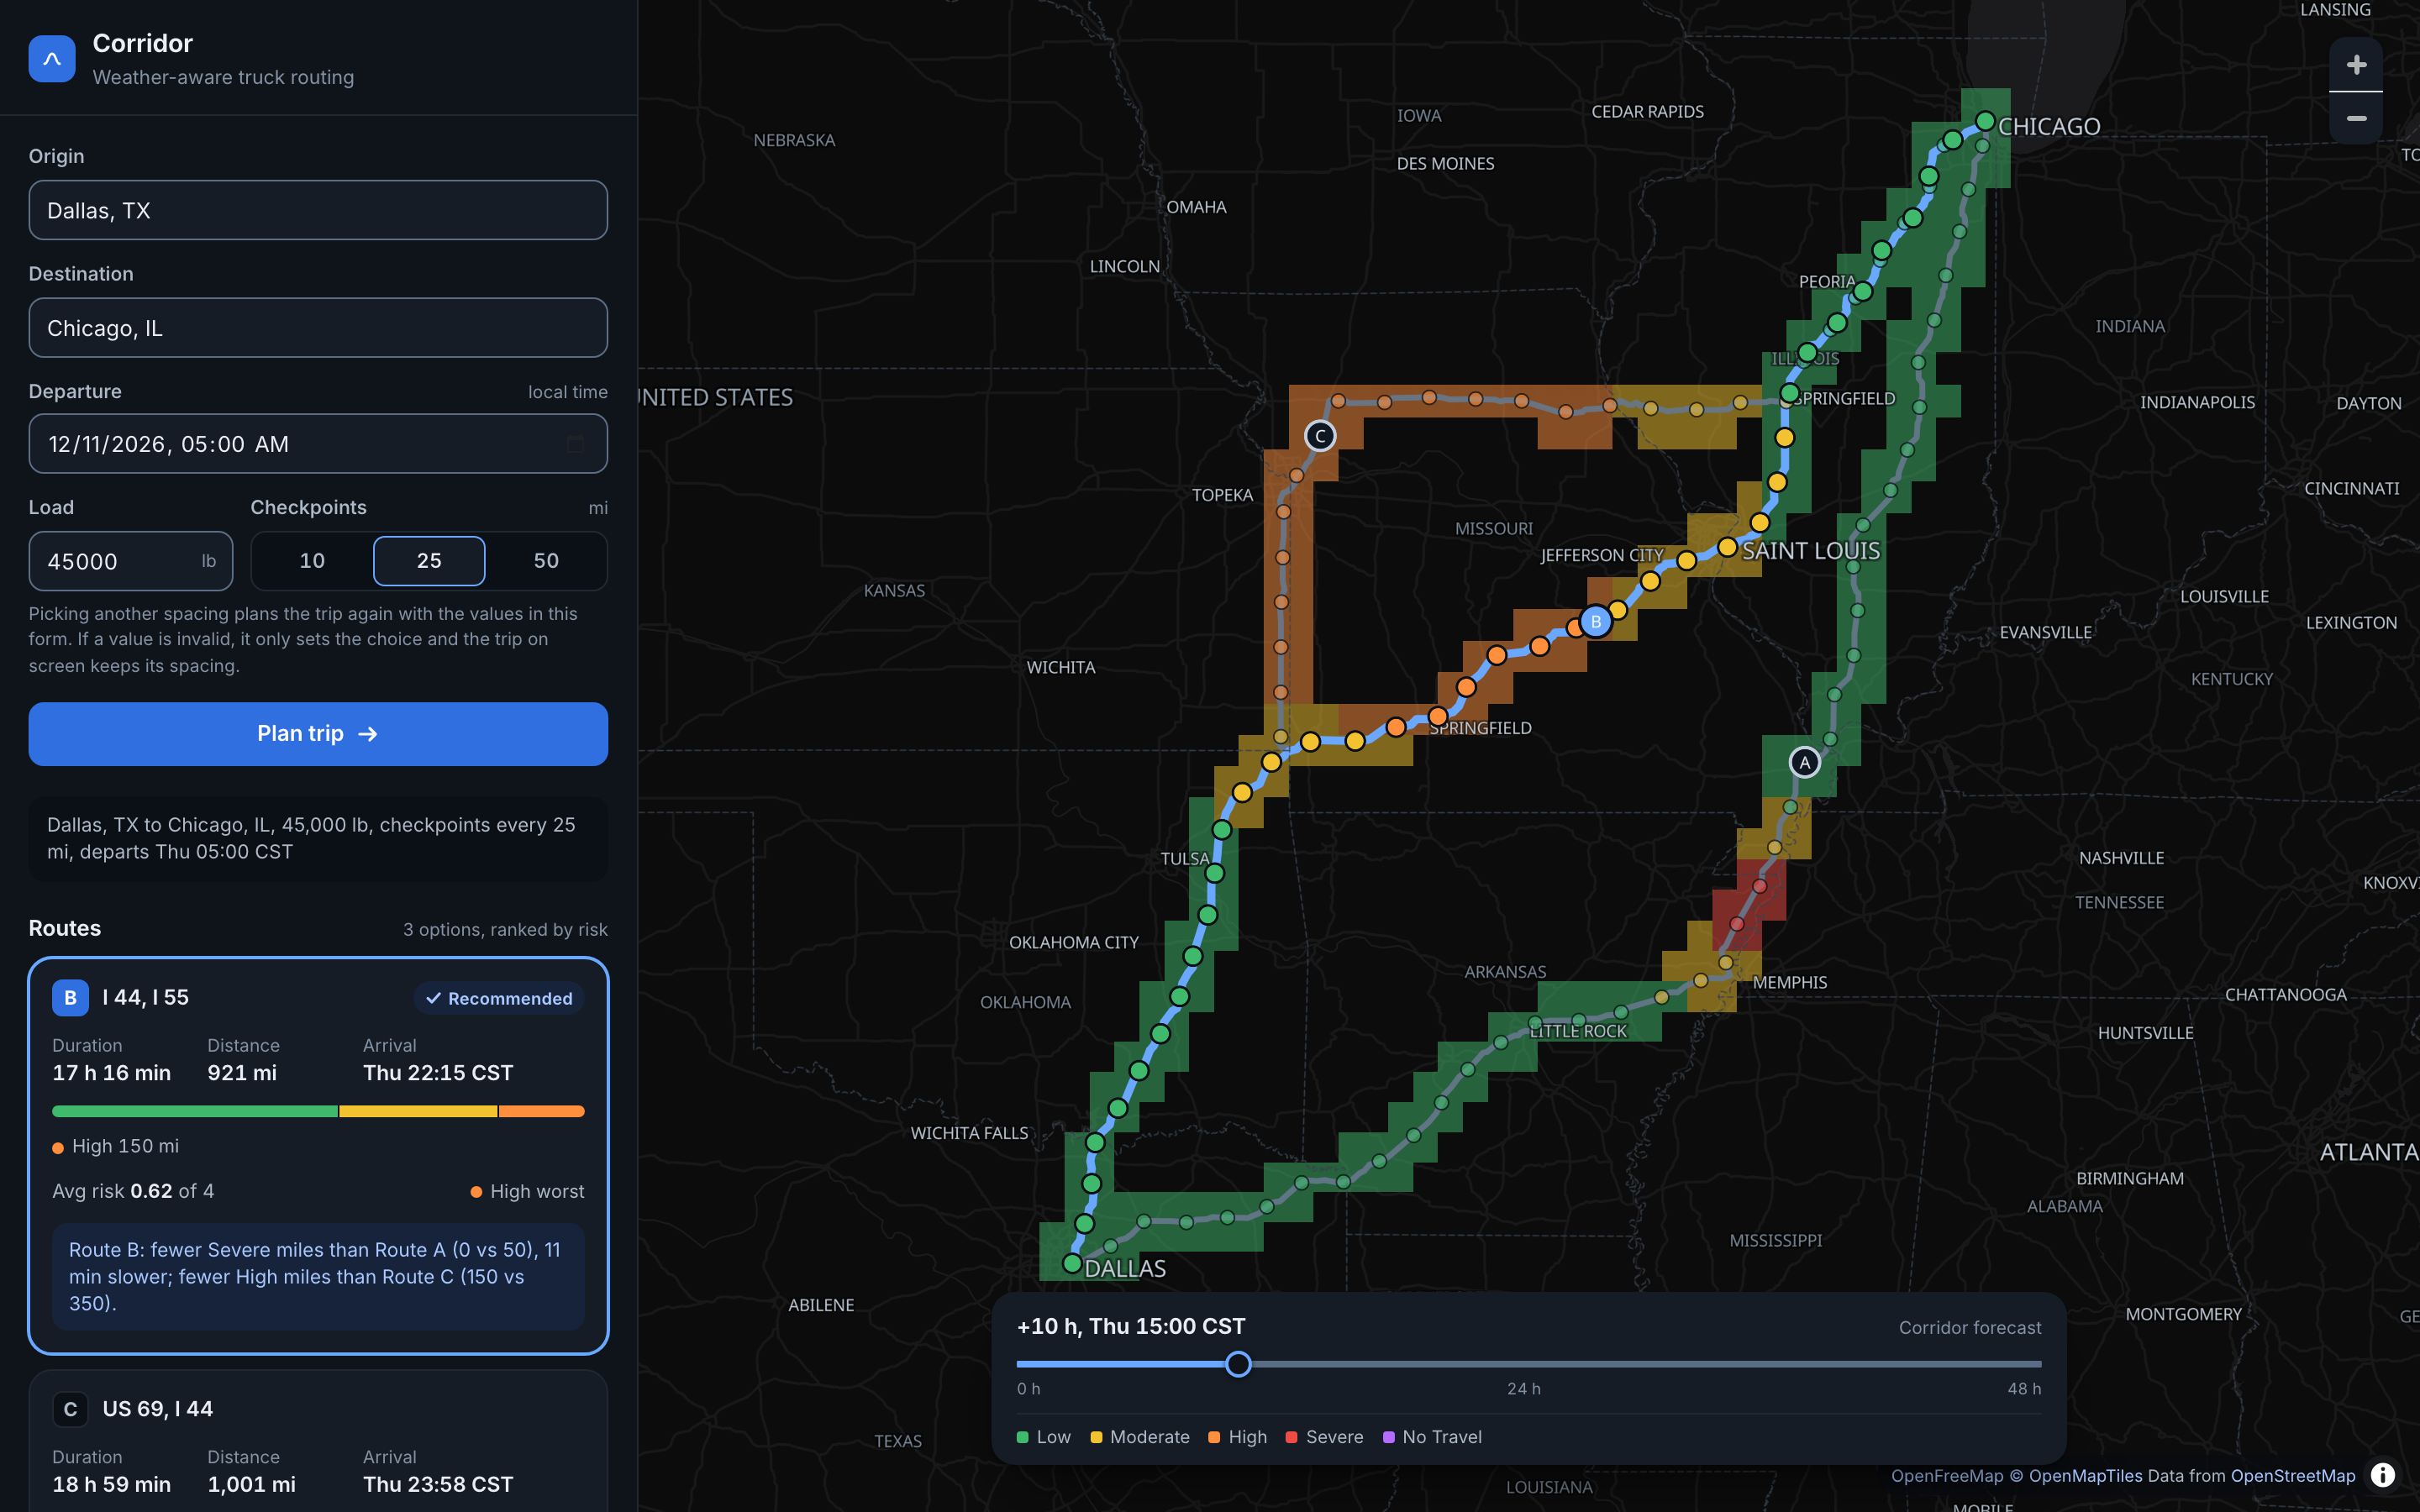 Corridor
Weather-aware truck routing
Origin
Dallas, TX
Destination
Chicago, IL
Departure
local time
12/11/2026, 05:00 AM
Load
Checkpoints
mi
45000
lb
10
25
50
Picking another spacing plans the trip again with the values in this
form. If a value is invalid, it only sets the choice and the trip on
screen keeps its spacing.
Plan trip →
Dallas, TX to Chicago, IL, 45,000 lb, checkpoints every 25
mi, departs Thu 05:00 CST
Routes
3 options, ranked by risk
B
I 44, I 55
Recommended
Duration
Distance
Arrival
17 h 16 min
921 mi
Thu 22:15 CST
High 150 mi
Avg risk 0.62 of 4
High worst
Route B: fewer Severe miles than Route A (0 vs 50), 11
min slower; fewer High miles than Route C (150 vs
350).
C
US 69, I 44
Duration
Distance
Arrival
18 h 59 min
1,001 mi
Thu 23:58 CST
LANSING
+
−
NEBRASKA
IOWA
CEDAR RAPIDS
CHICAGO
DES MOINES
TO
OMAHA
LINCOLN
PEORIA
INDIANA
ILLINOIS
UNITED STATES
SPRINGFIELD
INDIANAPOLIS
DAYTON
C
TOPEKA
CINCINNATI
MISSOURI
JEFFERSON CITY
SAINT LOUIS
KANSAS
LOUISVILLE
B
LEXINGTON
EVANSVILLE
WICHITA
KENTUCKY
SPRINGFIELD
A
TULSA
NASHVILLE
KNOXV
TENNESSEE
OKLAHOMA CITY
ARKANSAS
MEMPHIS
OKLAHOMA
CHATTANOOGA
LITTLE ROCK
HUNTSVILLE
WICHITA FALLS
ATLANTA
BIRMINGHAM
ALABAMA
MISSISSIPPI
DALLAS
ABILENE
MONTGOMERY
GE
TEXAS
LOUISIANA
MOBILE
+10 h, Thu 15:00 CST
Corridor forecast
0 h
24 h
48 h
Low
Moderate
High
Severe
No Travel
OpenFreeMap © OpenMapTiles Data from OpenStreetMap